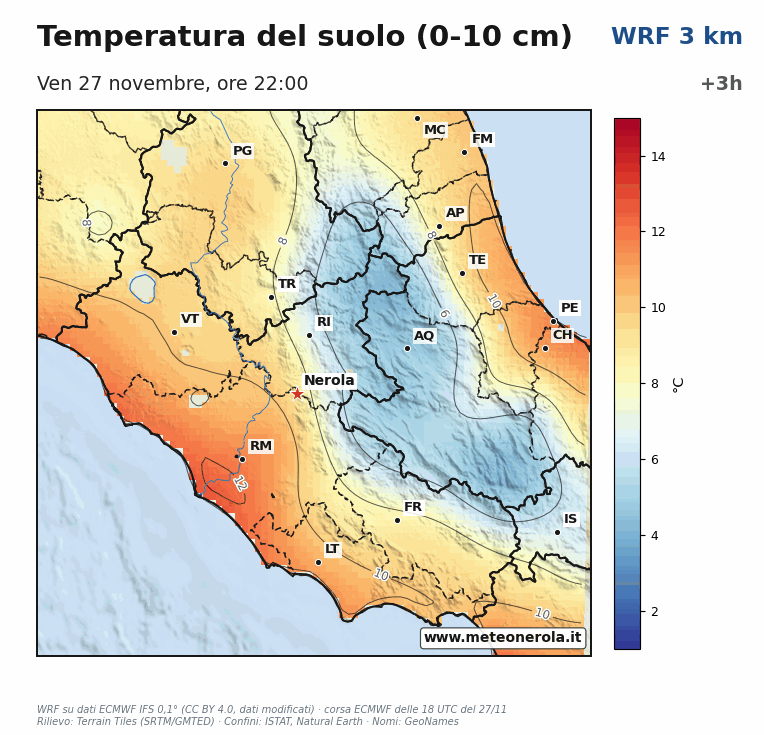 Temperatura del suolo (0-10 cm)
WRF 3 km
Ven 27 novembre, ore 22:00
+3h
MC
FM
PG
AP
8
8
8
TE
TR
10
PE
6
VT
RI
CH
AQ
Nerola
RM
12
FR
IS
LT
10
10
www.meteonerola.it
14
12
10
8
6
4
2
°C
WRF su dati ECMWF IFS 0,1° (CC BY 4.0, dati modificati) · corsa ECMWF delle 18 UTC del 27/11
Rilievo: Terrain Tiles (SRTM/GMTED) · Confini: ISTAT, Natural Earth · Nomi: GeoNames